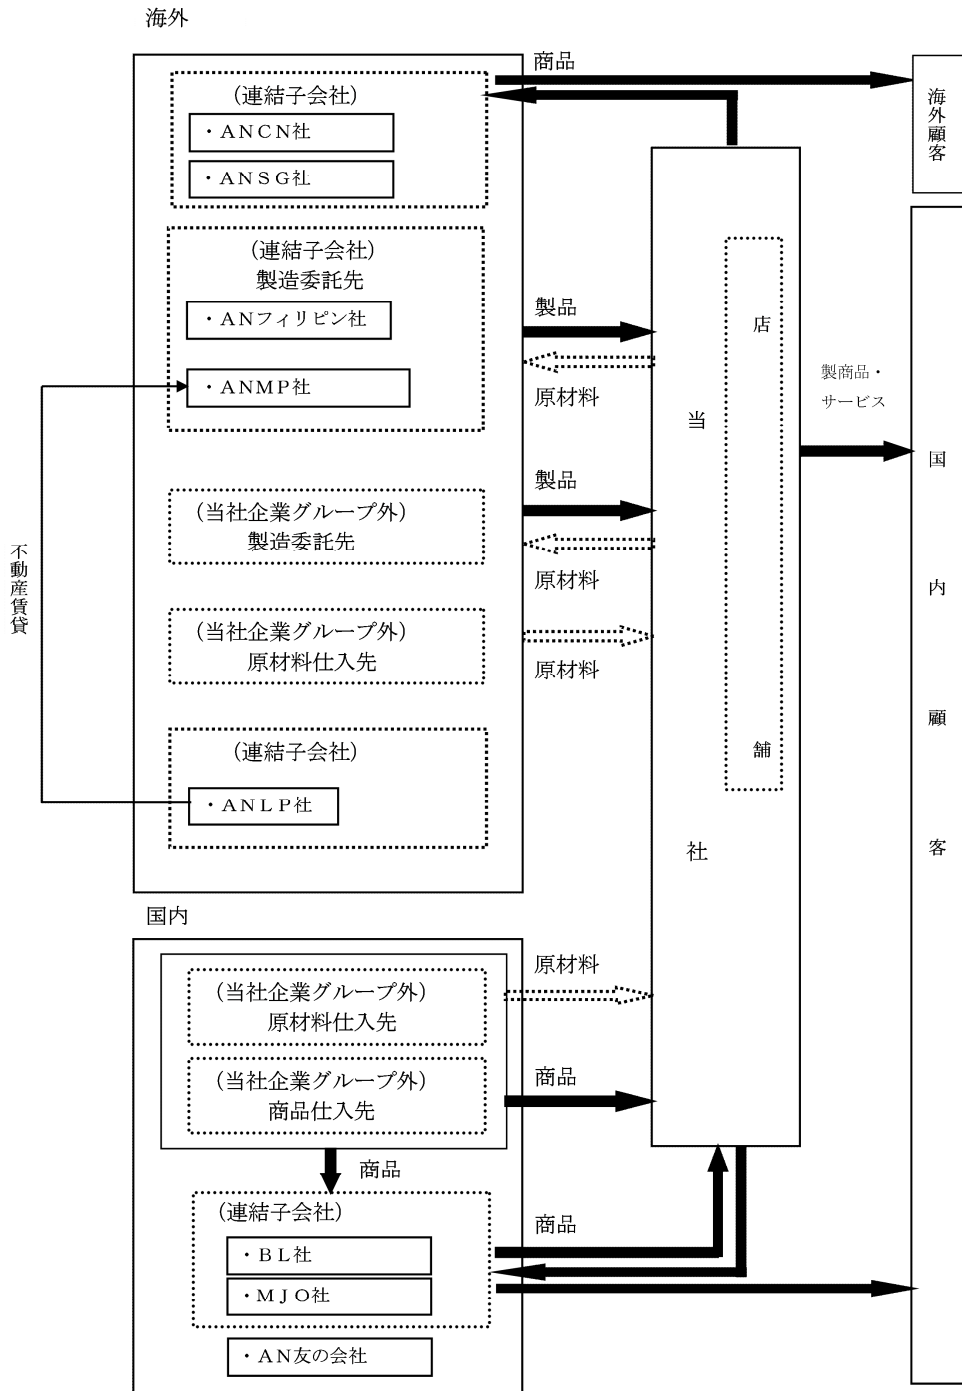 海外
商品
(連結子会社)
・ＡＮＣＮ社
・ＡＮＳＧ社
海外顧客
(連結子会社)
製造委託先
・ＡＮフィリピン社
・ＡＮＭＰ社
製品
原材料
店舗
当社
製商品・
サービス
国内顧客
(当社企業グループ外)
製造委託先
製品
原材料
不動産賃貸
(当社企業グループ外)
原材料仕入先
原材料
(連結子会社)
・ＡＮＬＰ社
国内
(当社企業グループ外)
原材料仕入先
原材料
(当社企業グループ外)
商品仕入先
商品
商品
(連結子会社)
・ＢＬ社
・ＭＪＯ社
商品
・ＡＮ友の会社